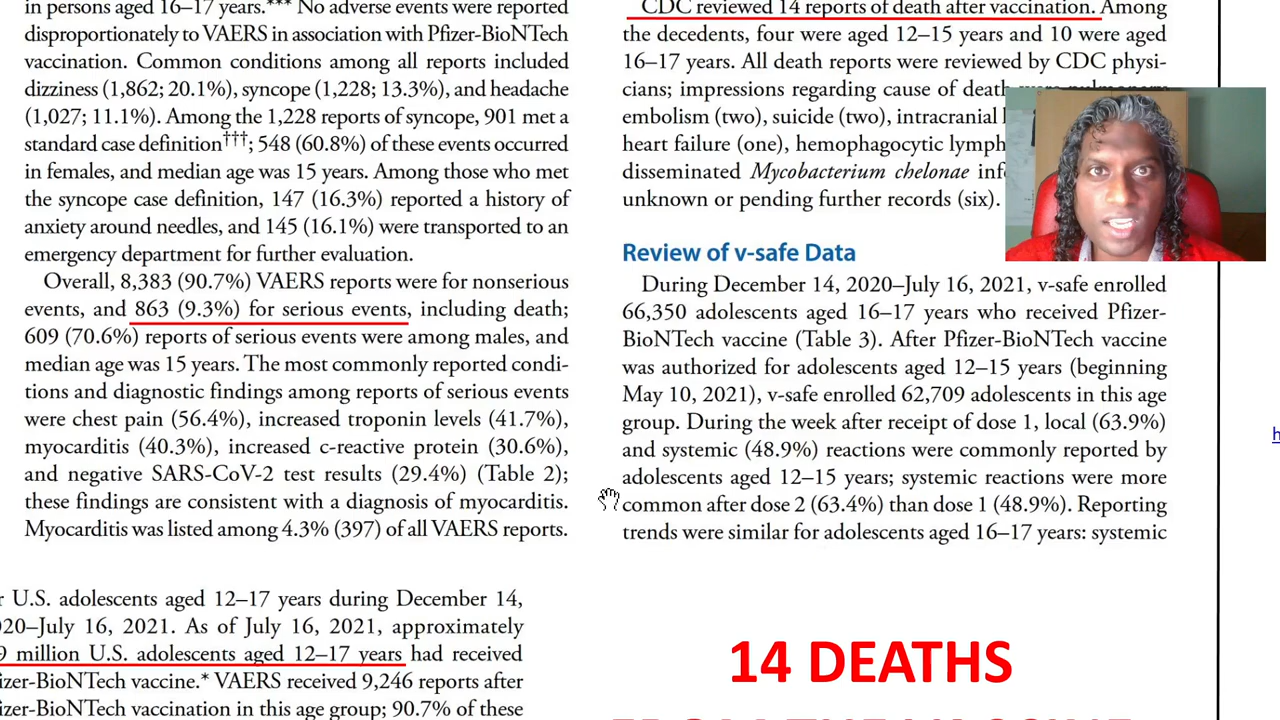 in persons aged 16–17 years.*** No adverse events were reported
disproportionately to VAERS in association with Pfizer-BioNTech
vaccination. Common conditions among all reports included
dizziness (1,862; 20.1%), syncope (1,228; 13.3%), and headache
(1,027; 11.1%). Among the 1,228 reports of syncope, 901 met a
standard case definition†††; 548 (60.8%) of these events occurred
in females, and median age was 15 years. Among those who met
the syncope case definition, 147 (16.3%) reported a history of
anxiety around needles, and 145 (16.1%) were transported to an
emergency department for further evaluation.
Overall, 8,383 (90.7%) VAERS reports were for nonserious
events, and 863 (9.3%) for serious events, including death;
609 (70.6%) reports of serious events were among males, and
median age was 15 years. The most commonly reported condi-
tions and diagnostic findings among reports of serious events
were chest pain (56.4%), increased troponin levels (41.7%),
myocarditis (40.3%), increased c-reactive protein (30.6%),
and negative SARS-CoV-2 test results (29.4%) (Table 2);
these findings are consistent with a diagnosis of myocarditis.
Myocarditis was listed among 4.3% (397) of all VAERS reports.
U.S. adolescents aged 12–17 years during December 14,
20–July 16, 2021. As of July 16, 2021, approximately
9 million U.S. adolescents aged 12–17 years had received
izer-BioNTech vaccine.* VAERS received 9,246 reports after
izer-BioNTech vaccination in this age group; 90.7% of these
CDC reviewed 14 reports of death after vaccination. Among
the decedents, four were aged 12–15 years and 10 were aged
16–17 years. All death reports were reviewed by CDC physi-
cians; impressions regarding cause of death
embolism (two), suicide (two), intracranial
heart failure (one), hemophagocytic lymph
disseminated Mycobacterium chelonae inf
unknown or pending further records (six).
Review of v-safe Data
During December 14, 2020–July 16, 2021, v-safe enrolled
66,350 adolescents aged 16–17 years who received Pfizer-
BioNTech vaccine (Table 3). After Pfizer-BioNTech vaccine
was authorized for adolescents aged 12–15 years (beginning
May 10, 2021), v-safe enrolled 62,709 adolescents in this age
group. During the week after receipt of dose 1, local (63.9%)
and systemic (48.9%) reactions were commonly reported by
adolescents aged 12–15 years; systemic reactions were more
common after dose 2 (63.4%) than dose 1 (48.9%). Reporting
trends were similar for adolescents aged 16–17 years: systemic
14 DEATHS